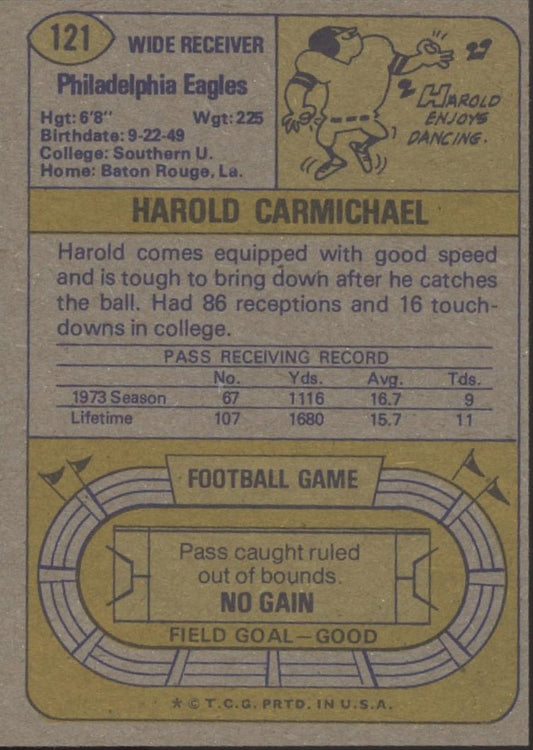 121
WIDE RECEIVER
Philadelphia Eagles
Hgt: 6'8" Wgt: 225
Birthdate: 9-22-49
College: Southern U.
Home: Baton Rouge, La.
HAROLD
ENJOYS
DANCING.
HAROLD CARMICHAEL
Harold comes equipped with good speed
and is tough to bring down after he catches
the ball. Had 86 receptions and 16 touch-
downs in college.
PASS RECEIVING RECORD
No. Yds. Avg. Tds.
1973 Season 67 1116 16.7 9
Lifetime 107 1680 15.7 11
FOOTBALL GAME
Pass caught ruled
out of bounds.
NO GAIN
FIELD GOAL—GOOD
* © T.C.G. PRTD. IN U.S.A.